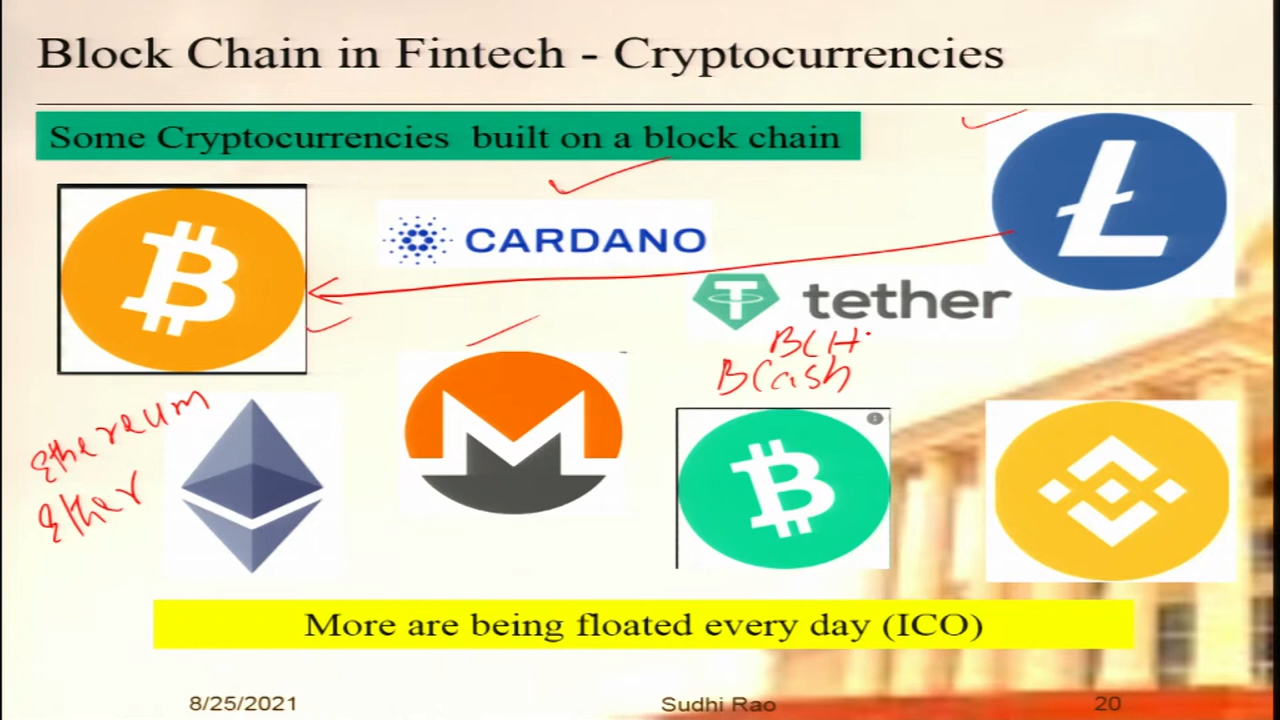 Block Chain in Fintech - Cryptocurrencies
Some Cryptocurrencies built on a block chain
CARDANO
tether
BCH
BCash
Ethereum
Ether
More are being floated every day (ICO)
8/25/2021
Sudhi Rao
20